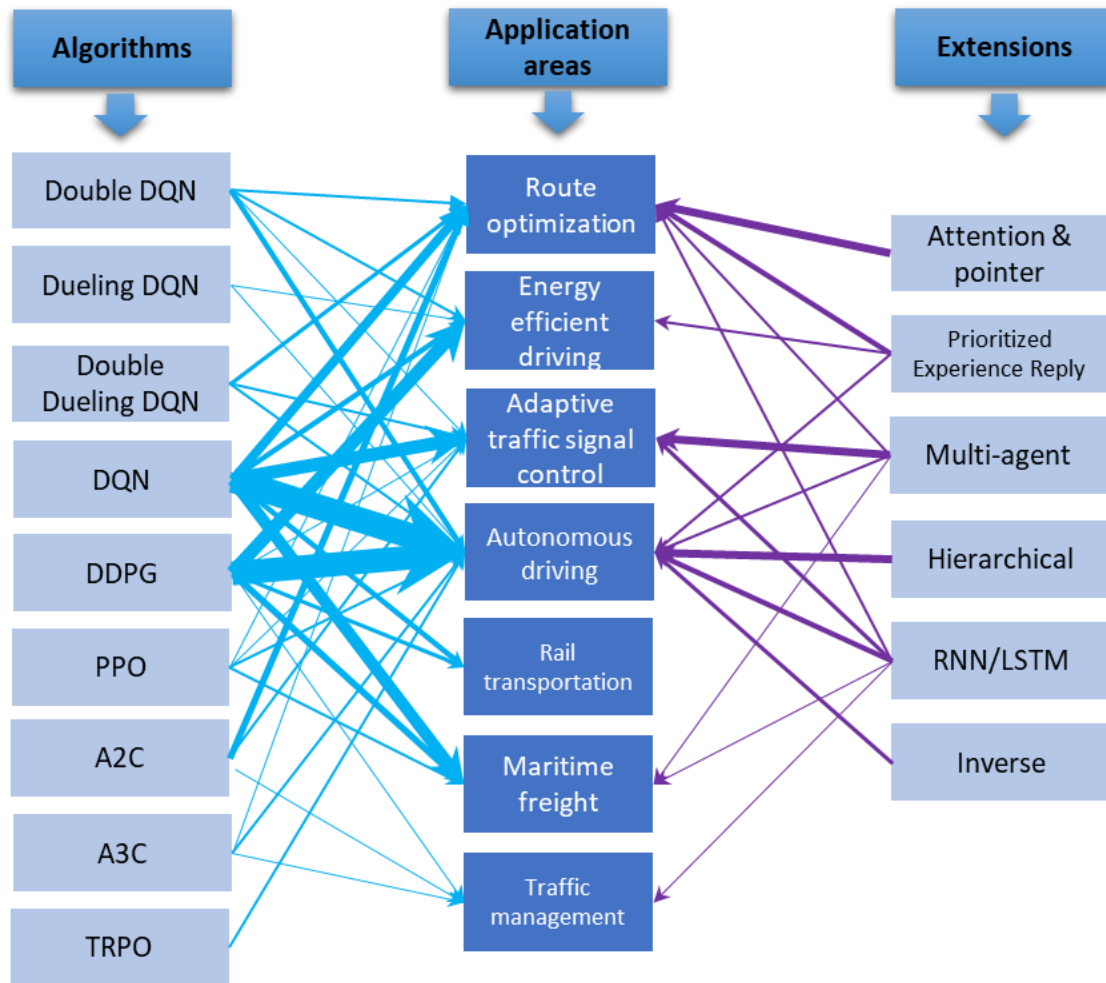 Algorithms
Double DQN
Dueling DQN
Double
Dueling DQN
DQN
DDPG
PPO
A2C
A3C
TRPO
Application
areas
Route
optimization
Energy
efficient
driving
Adaptive
traffic signal
control
Autonomous
driving
Rail
transportation
Maritime
freight
Traffic
management
Extensions
Attention &
pointer
Prioritized
Experience Reply
Multi-agent
Hierarchical
RNN/LSTM
Inverse